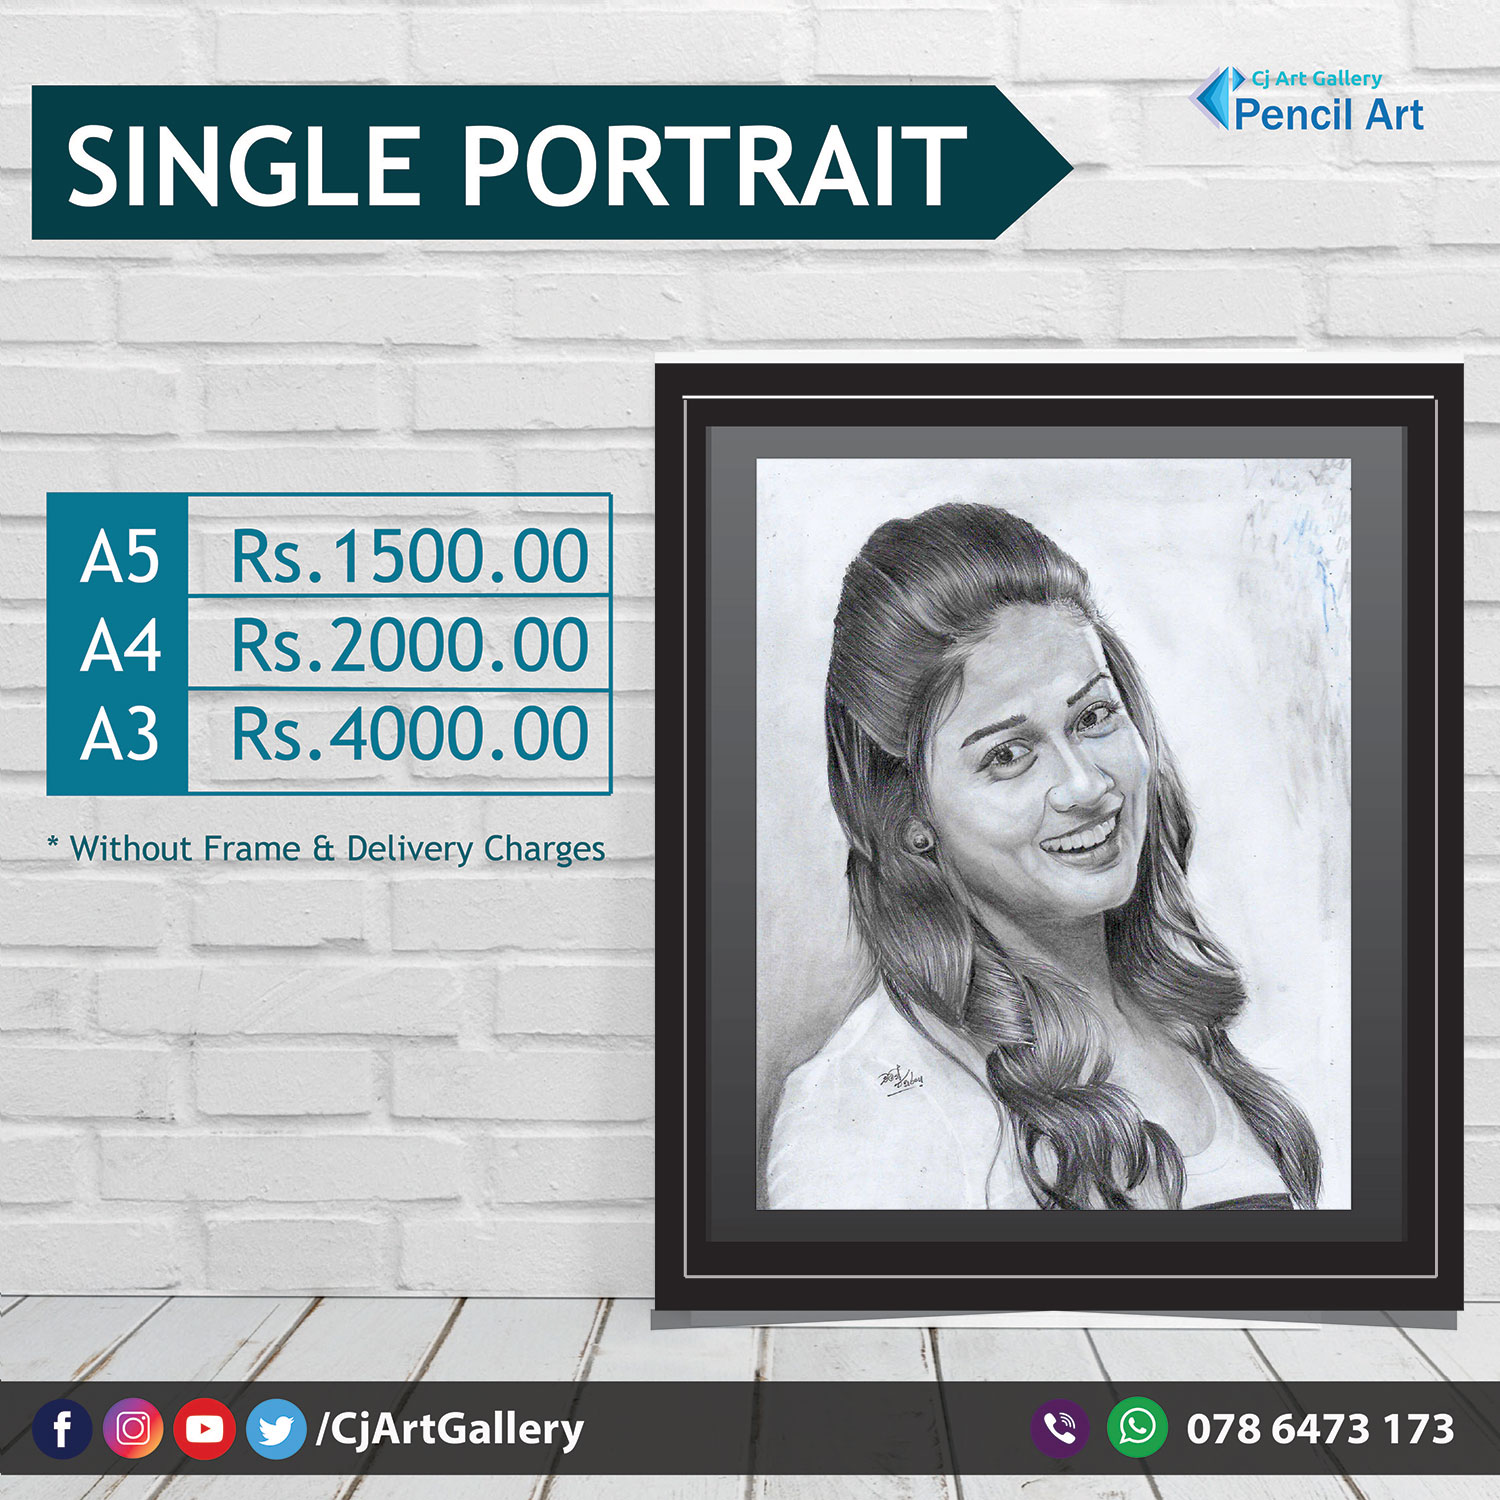 Cj Art Gallery
Pencil Art
SINGLE PORTRAIT
A5 Rs.1500.00
A4 Rs.2000.00
A3 Rs.4000.00
* Without Frame & Delivery Charges
/CjArtGallery
078 6473 173